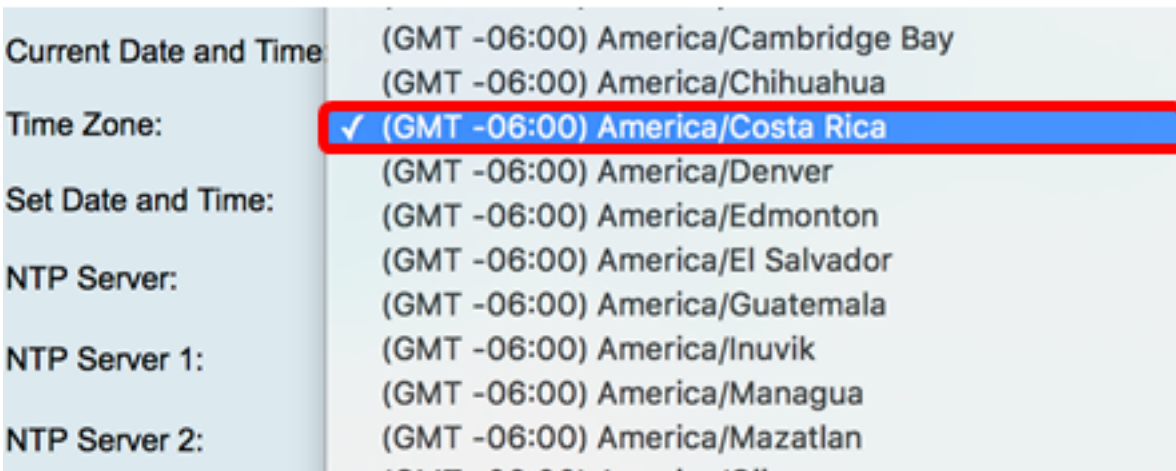 Current Date and Time:
Time Zone:
Set Date and Time:
NTP Server:
NTP Server 1:
NTP Server 2:
(GMT -06:00) America/Cambridge Bay
(GMT -06:00) America/Chihuahua
✓ (GMT -06:00) America/Costa Rica
(GMT -06:00) America/Denver
(GMT -06:00) America/Edmonton
(GMT -06:00) America/El Salvador
(GMT -06:00) America/Guatemala
(GMT -06:00) America/Inuvik
(GMT -06:00) America/Managua
(GMT -06:00) America/Mazatlan